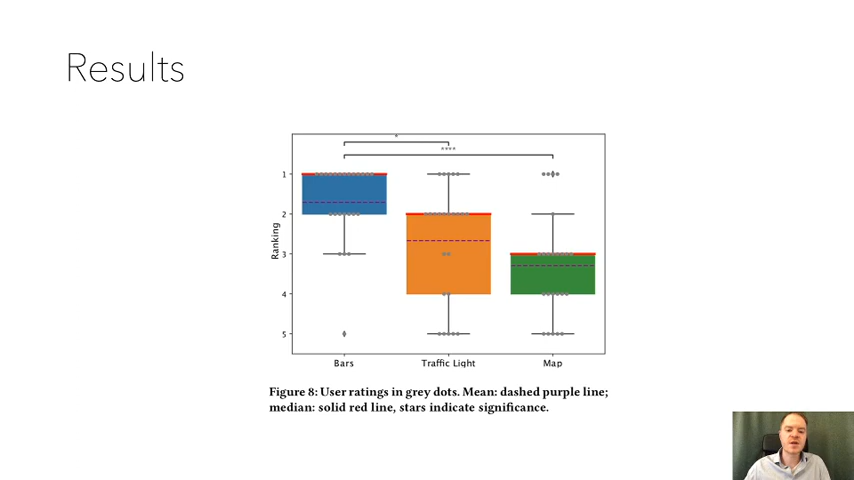 Results
*
****
1
2
3
4
5
Ranking
Bars
Traffic Light
Map
Figure 8: User ratings in grey dots. Mean: dashed purple line;
median: solid red line, stars indicate significance.